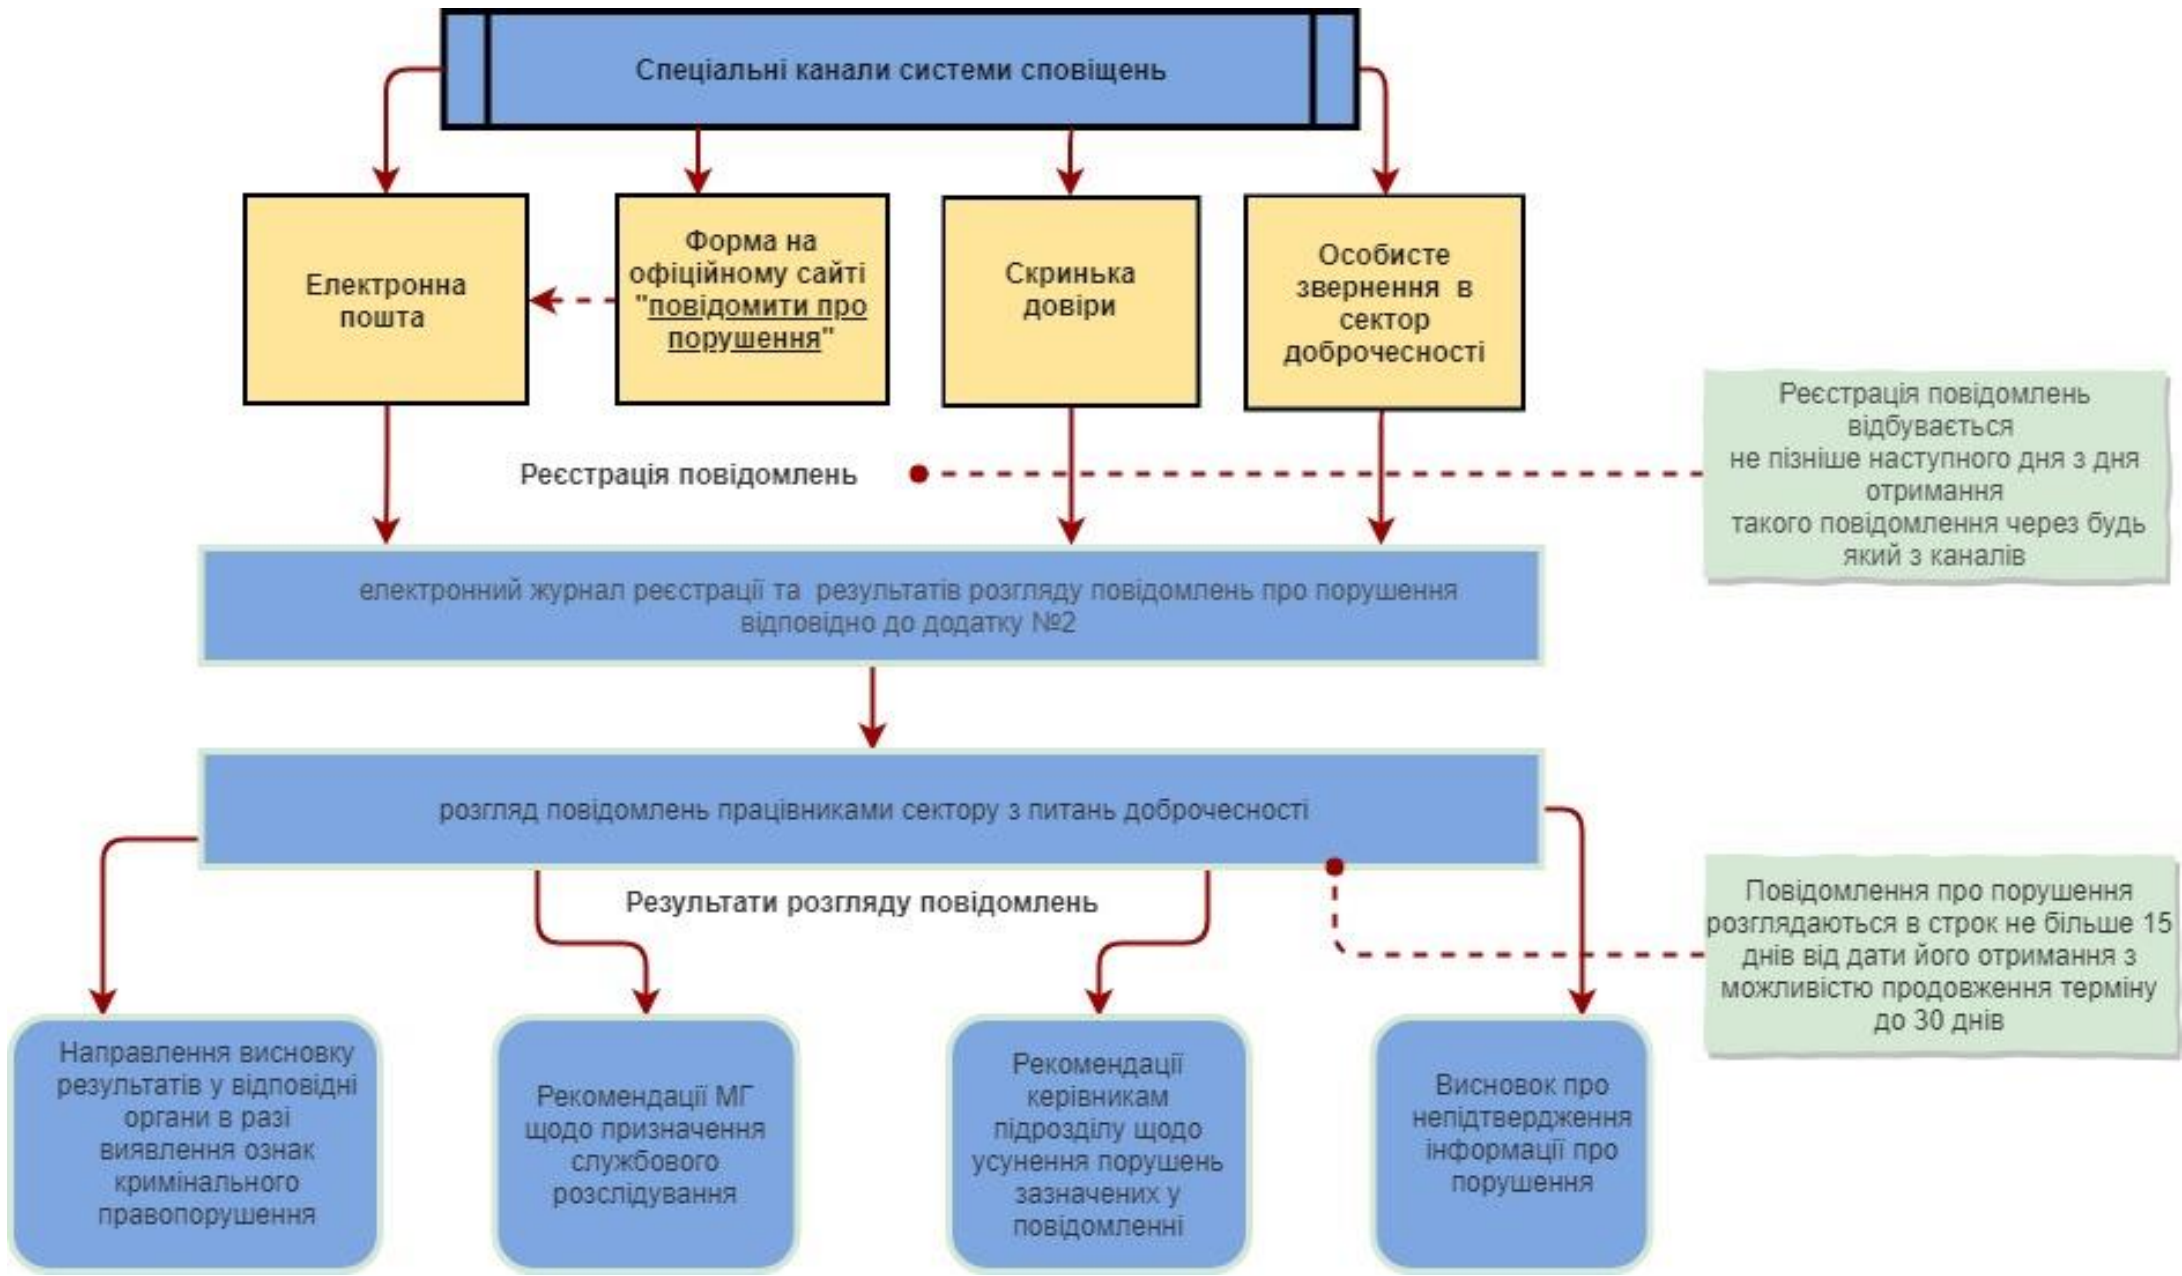 Спеціальні канали системи сповіщень
Електронна
пошта
Форма на
офіційному сайті
"повідомити про
порушення"
Скринька
довіри
Особисте
звернення в
сектор
доброчесності
Реєстрація повідомлень
Реєстрація повідомлень
відбувається
не пізніше наступного дня з дня
отримання
такого повідомлення через будь
який з каналів
електронний журнал реєстрації та результатів розгляду повідомлень про порушення
відповідно до додатку №2
розгляд повідомлень працівниками сектору з питань доброчесності
Результати розгляду повідомлень
Повідомлення про порушення
розглядаються в строк не більше 15
днів від дати його отримання з
можливістю продовження терміну
до 30 днів
Направлення висновку
результатів у відповідні
органи в разі
виявлення ознак
кримінального
правопорушення
Рекомендації МГ
щодо призначення
службового
розслідування
Рекомендації
керівникам
підрозділу щодо
усунення порушень
зазначених у
повідомленні
Висновок про
непідтвердження
інформації про
порушення